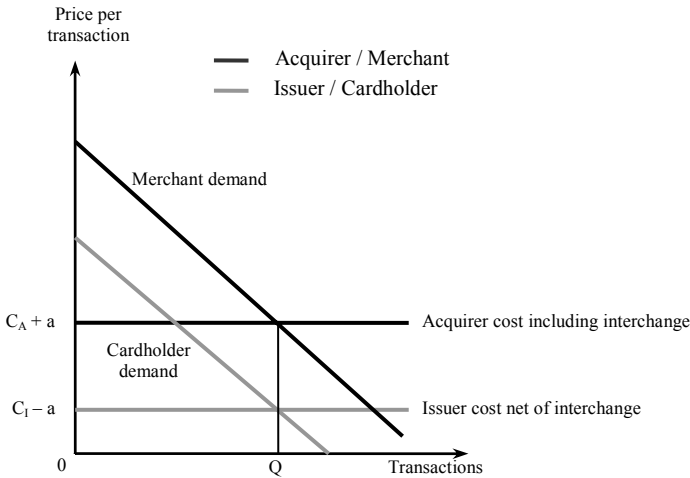 Price per
transaction
Acquirer / Merchant
Issuer / Cardholder
Merchant demand
C_A + a
Acquirer cost including interchange
Cardholder
demand
C_I – a
Issuer cost net of interchange
0
Q
Transactions